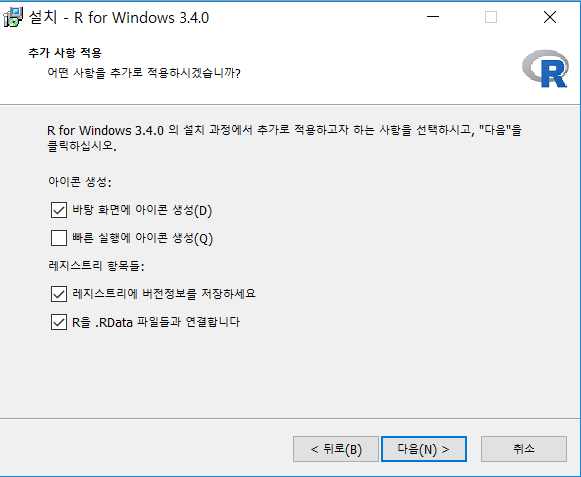 설치 - R for Windows 3.4.0
추가 사항 적용
어떤 사항을 추가로 적용하시겠습니까?
R
R for Windows 3.4.0 의 설치 과정에서 추가로 적용하고자 하는 사항을 선택하시고, "다음"을
클릭하십시오.
아이콘 생성:
바탕 화면에 아이콘 생성(D)
빠른 실행에 아이콘 생성(Q)
레지스트리 항목들:
레지스트리에 버전정보를 저장하세요
R을 .RData 파일들과 연결합니다
< 뒤로(B)
다음(N) >
취소